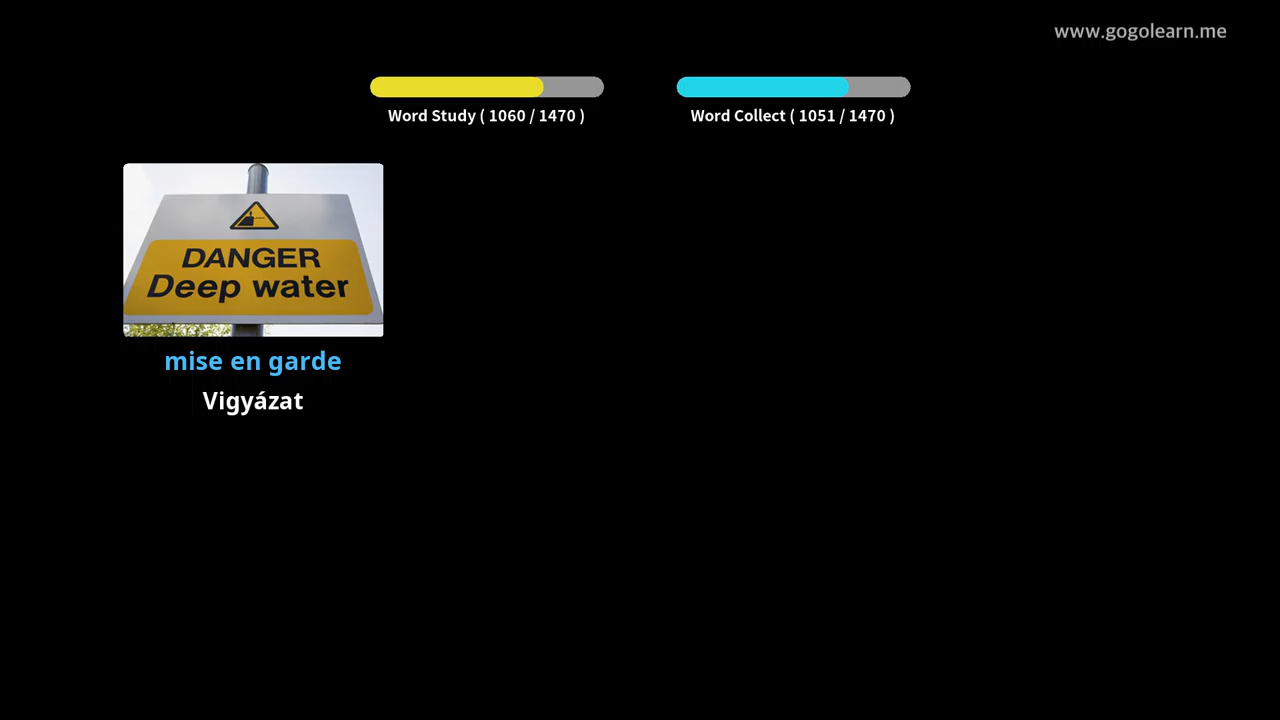 www.gogolearn.me
Word Study ( 1060 / 1470 )
Word Collect ( 1051 / 1470 )
DANGER
Deep water
mise en garde
Vigyázat